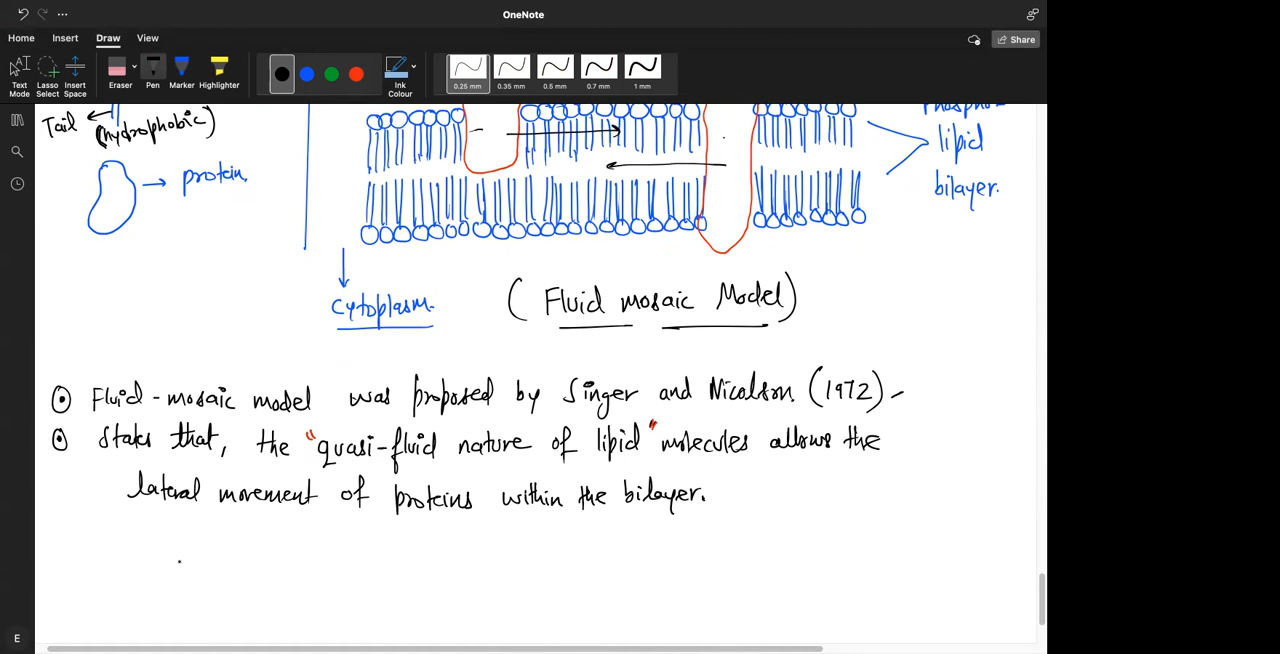 OneNote
Home Insert Draw View
Share
Text Mode
Lasso Select
Insert Space
Eraser
Pen
Marker
Highlighter
Ink Colour
0.25 mm
0.35 mm
0.5 mm
0.7 mm
1 mm
Tail (hydrophobic)
protein
Phospho-
lipid
bilayer.
Cytoplasm.
(Fluid mosaic Model)
Fluid-mosaic model was proposed by Singer and Nicolson. (1972) -
States that, the "quasi-fluid nature of lipid" molecules allows the
lateral movement of proteins within the bilayer.
E